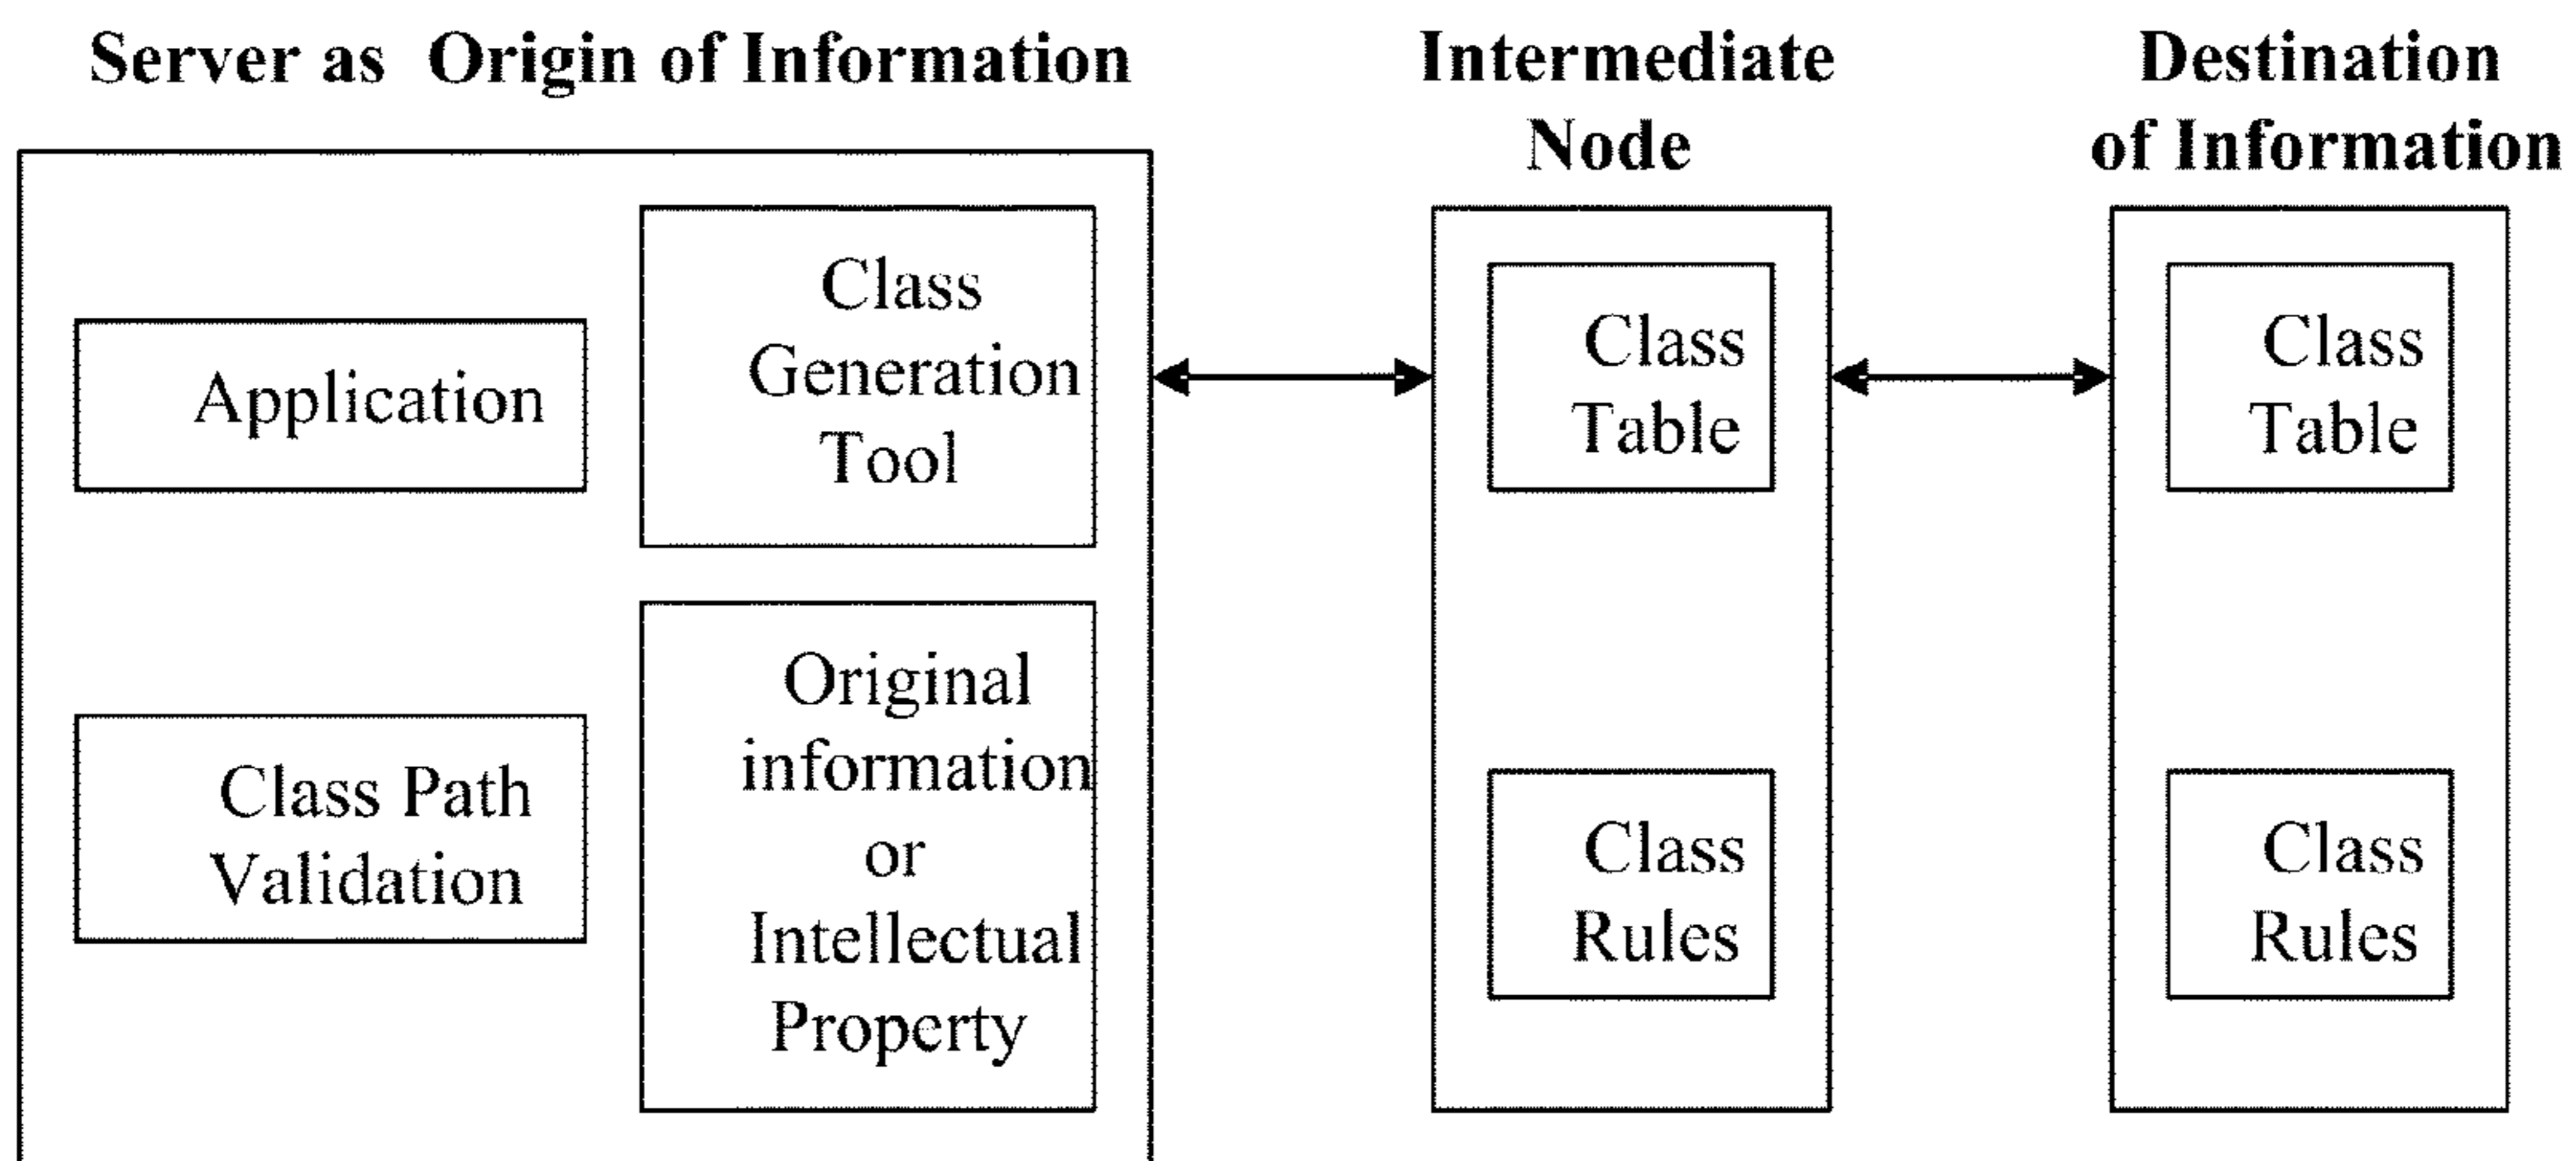 Server as Origin of Information
Intermediate
Node
Destination
of Information
Application
Class
Generation
Tool
Class Path
Validation
Original
information
or
Intellectual
Property
Class
Table
Class
Rules
Class
Table
Class
Rules